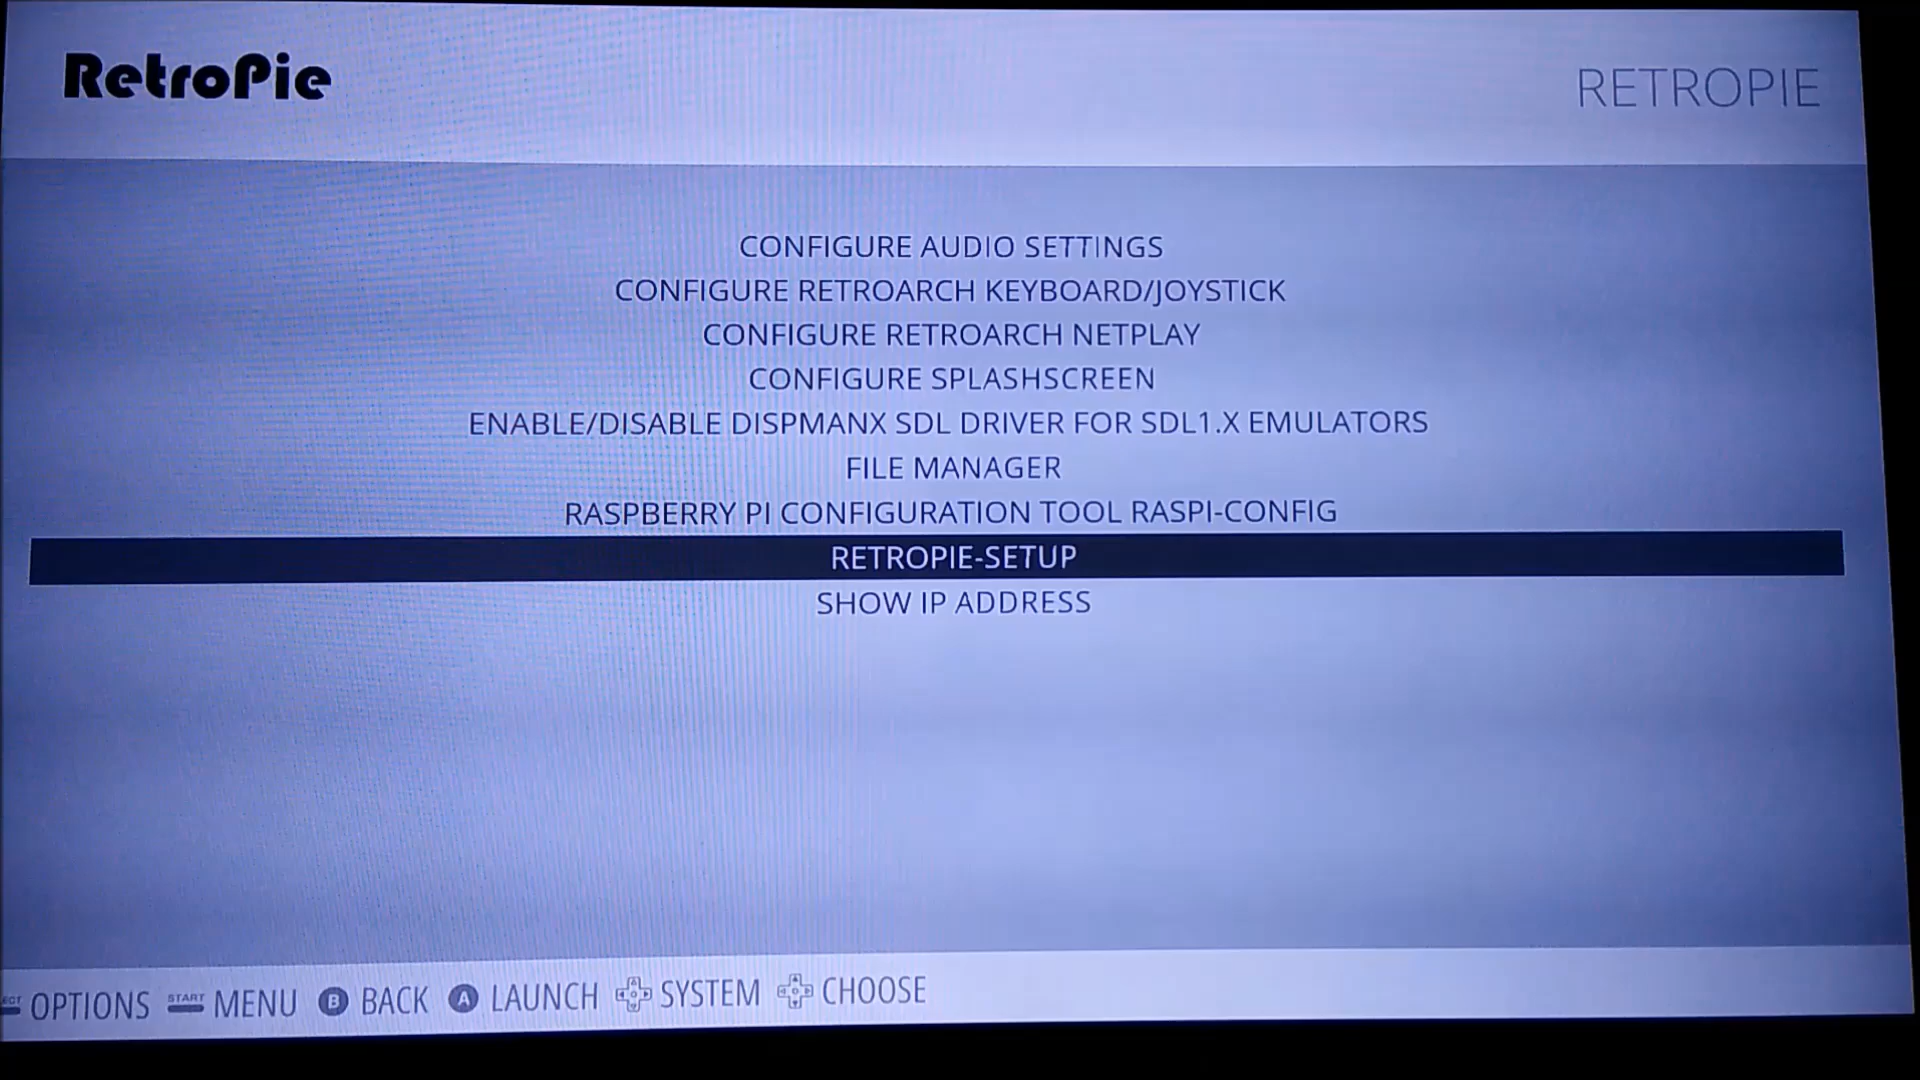 RetroPie
RETROPIE
CONFIGURE AUDIO SETTINGS
CONFIGURE RETROARCH KEYBOARD/JOYSTICK
CONFIGURE RETROARCH NETPLAY
CONFIGURE SPLASHSCREEN
ENABLE/DISABLE DISPMANX SDL DRIVER FOR SDL1.X EMULATORS
FILE MANAGER
RASPBERRY PI CONFIGURATION TOOL RASPI-CONFIG
RETROPIE-SETUP
SHOW IP ADDRESS
OPTIONS START MENU B BACK A LAUNCH SYSTEM CHOOSE